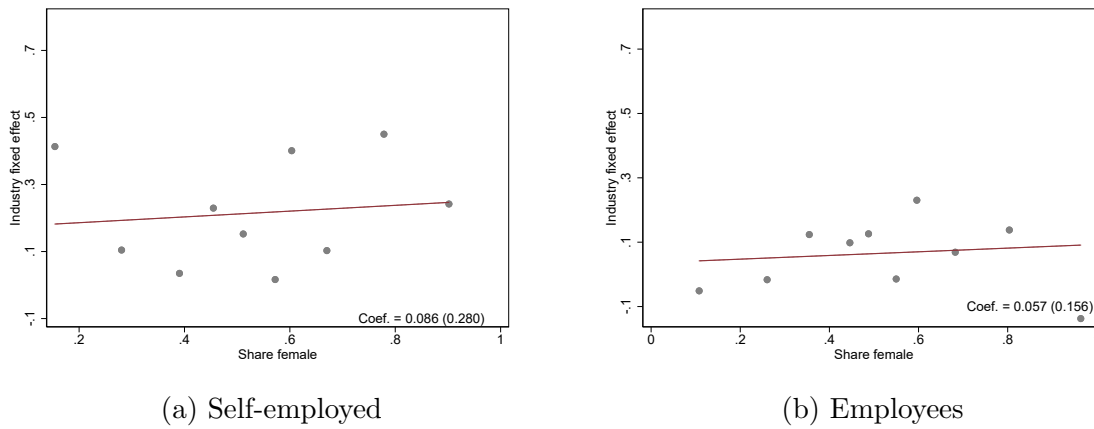 .7
.5
.3
.1
-.1
Industry fixed effect
Coef. = 0.086 (0.280)
.2
.4
.6
.8
1
Share female
(a) Self-employed
.7
.5
.3
.1
-.1
Industry fixed effect
Coef. = 0.057 (0.156)
0
.2
.4
.6
.8
Share female
(b) Employees